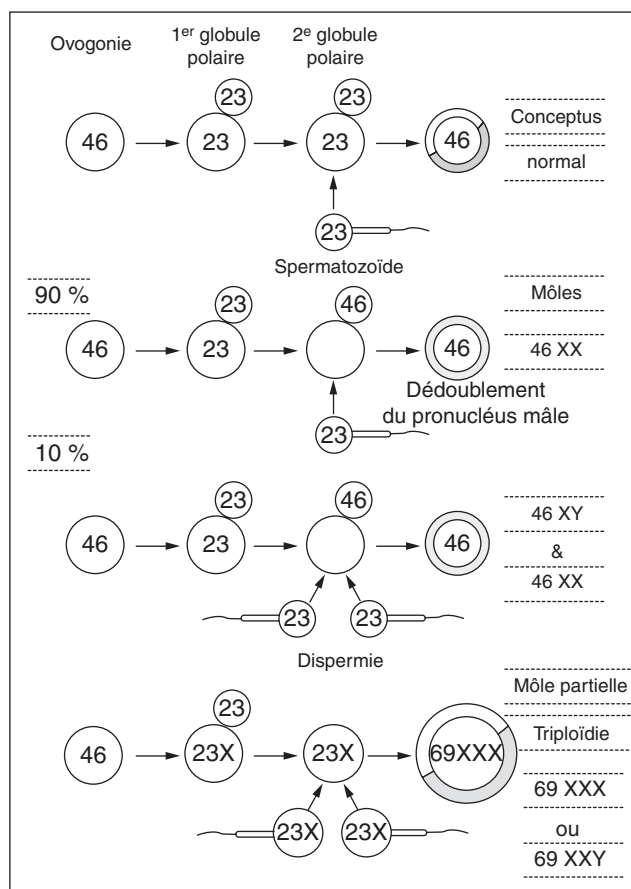 Ovogonie
1er globule
polaire
2e globule
polaire
23
23
46
23
23
46
Conceptus
normal
23
Spermatozoïde
90 %
23
46
Môles
46
23
46
46 XX
Dédoublement
du pronucléus mâle
23
10 %
23
46
46 XY
46
23
46
&
46 XX
23
23
Dispermie
Môle partielle
23
Triploïdie
46
23X
23X
69XXX
69 XXX
23X
23X
ou
69 XXY